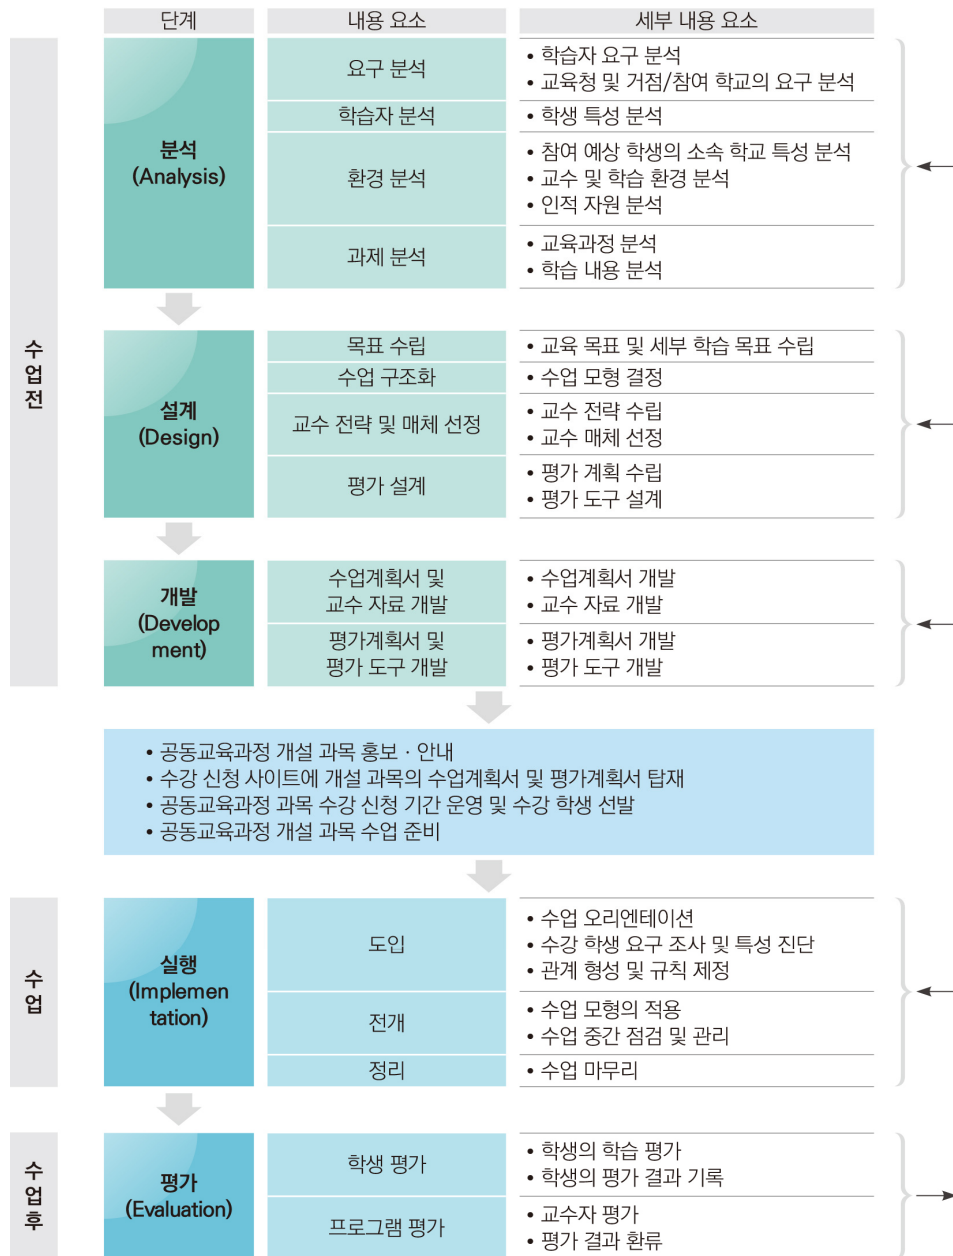 단계 내용 요소 세부 내용 요소
수업전
분석
(Analysis)
요구 분석
• 학습자 요구 분석
• 교육청 및 거점/참여 학교의 요구 분석
학습자 분석
• 학생 특성 분석
환경 분석
• 참여 예상 학생의 소속 학교 특성 분석
• 교수 및 학습 환경 분석
• 인적 자원 분석
과제 분석
• 교육과정 분석
• 학습 내용 분석
설계
(Design)
목표 수립
• 교육 목표 및 세부 학습 목표 수립
수업 구조화
• 수업 모형 결정
교수 전략 및 매체 선정
• 교수 전략 수립
• 교수 매체 선정
평가 설계
• 평가 계획 수립
• 평가 도구 설계
개발
(Develop
ment)
수업계획서 및
교수 자료 개발
• 수업계획서 개발
• 교수 자료 개발
평가계획서 및
평가 도구 개발
• 평가계획서 개발
• 평가 도구 개발
• 공동교육과정 개설 과목 홍보 · 안내
• 수강 신청 사이트에 개설 과목의 수업계획서 및 평가계획서 탑재
• 공동교육과정 과목 수강 신청 기간 운영 및 수강 학생 선발
• 공동교육과정 개설 과목 수업 준비
수업
실행
(Implemen
tation)
도입
• 수업 오리엔테이션
• 수강 학생 요구 조사 및 특성 진단
• 관계 형성 및 규칙 제정
전개
• 수업 모형의 적용
• 수업 중간 점검 및 관리
정리
• 수업 마무리
수업후
평가
(Evaluation)
학생 평가
• 학생의 학습 평가
• 학생의 평가 결과 기록
프로그램 평가
• 교수자 평가
• 평가 결과 환류